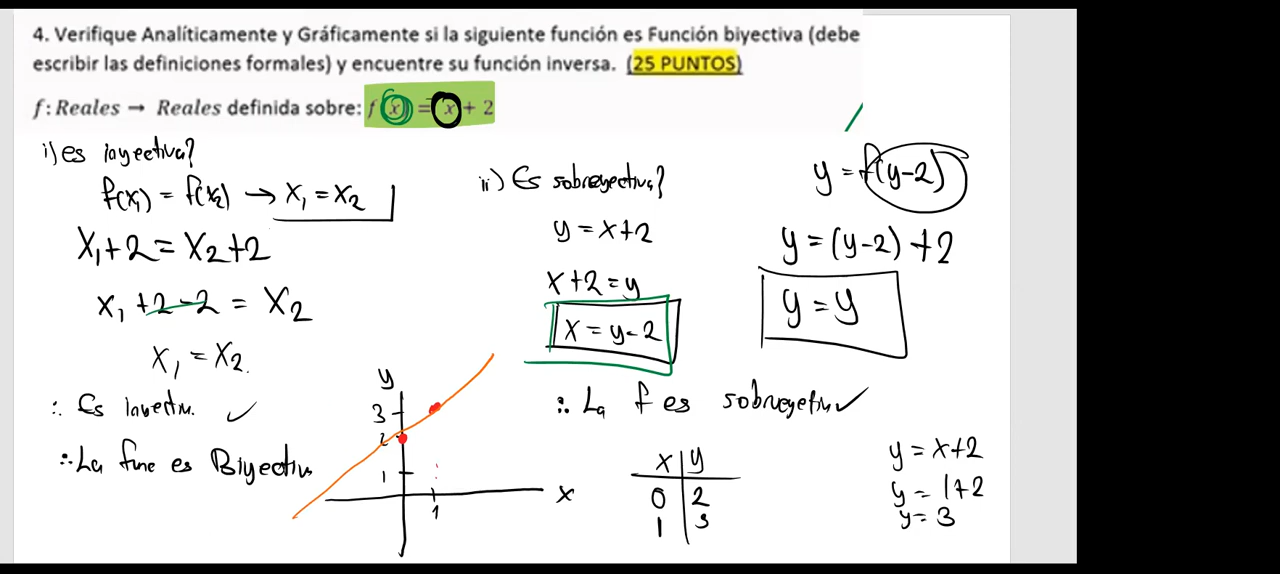 4. Verifique Analíticamente y Gráficamente si la siguiente función es Función biyectiva (debe
escribir las definiciones formales) y encuentre su función inversa. (25 PUNTOS)
f: Reales → Reales definida sobre: f(x) = x + 2
i) es inyectiva?
f(x₁) = f(x₂) → x₁ = x₂
x₁+2 = x₂+2
x₁ +2-2 = x₂
x₁ = x₂.
∴ Es Inyectiv. ✓
∴ La func es Biyectiva
y
3
2
1
1
x
ii) Es sobreyectiva?
y = x+2
x+2 = y
x = y-2
∴ La f es sobreyetiv ✓
x | y
0 | 2
1 | 3
y = f(y-2)
y = (y-2) +2
y = y
y = x+2
y = 1+2
y = 3